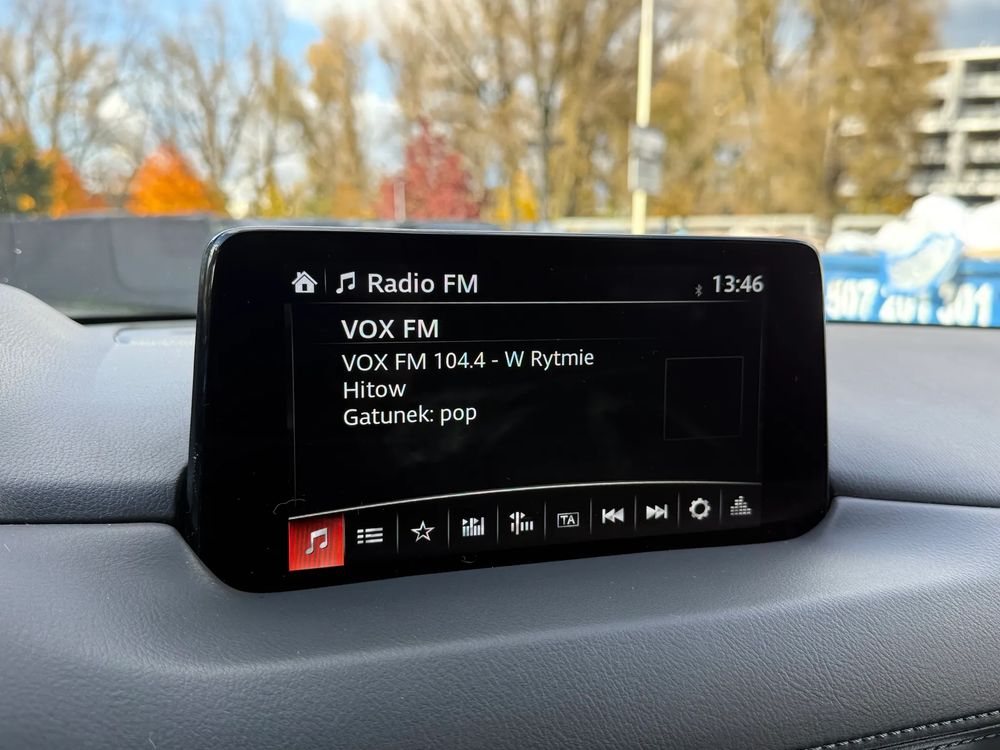 Radio FM
13:46
VOX FM
VOX FM 104.4 - W Rytmie
Hitow
Gatunek: pop
TA